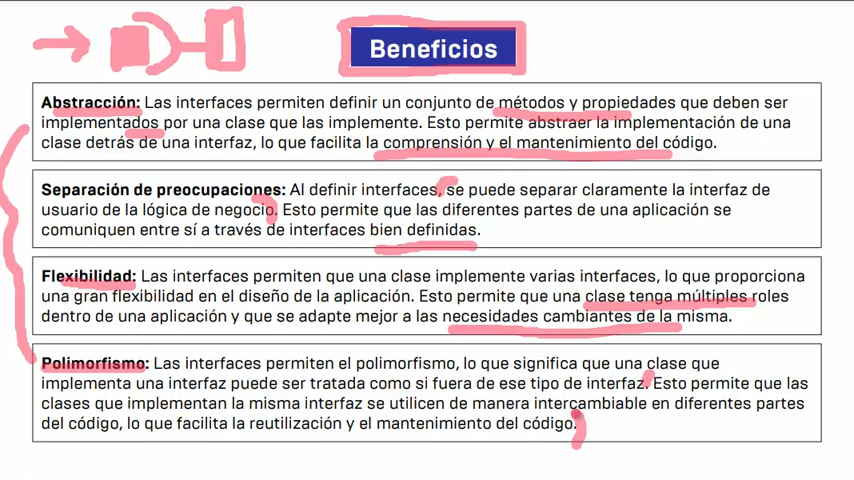 Beneficios
Abstracción: Las interfaces permiten definir un conjunto de métodos y propiedades que deben ser
implementados por una clase que las implemente. Esto permite abstraer la implementación de una
clase detrás de una interfaz, lo que facilita la comprensión y el mantenimiento del código.
Separación de preocupaciones: Al definir interfaces, se puede separar claramente la interfaz de
usuario de la lógica de negocio. Esto permite que las diferentes partes de una aplicación se
comuniquen entre sí a través de interfaces bien definidas.
Flexibilidad: Las interfaces permiten que una clase implemente varias interfaces, lo que proporciona
una gran flexibilidad en el diseño de la aplicación. Esto permite que una clase tenga múltiples roles
dentro de una aplicación y que se adapte mejor a las necesidades cambiantes de la misma.
Polimorfismo: Las interfaces permiten el polimorfismo, lo que significa que una clase que
implementa una interfaz puede ser tratada como si fuera de ese tipo de interfaz. Esto permite que las
clases que implementan la misma interfaz se utilicen de manera intercambiable en diferentes partes
del código, lo que facilita la reutilización y el mantenimiento del código.